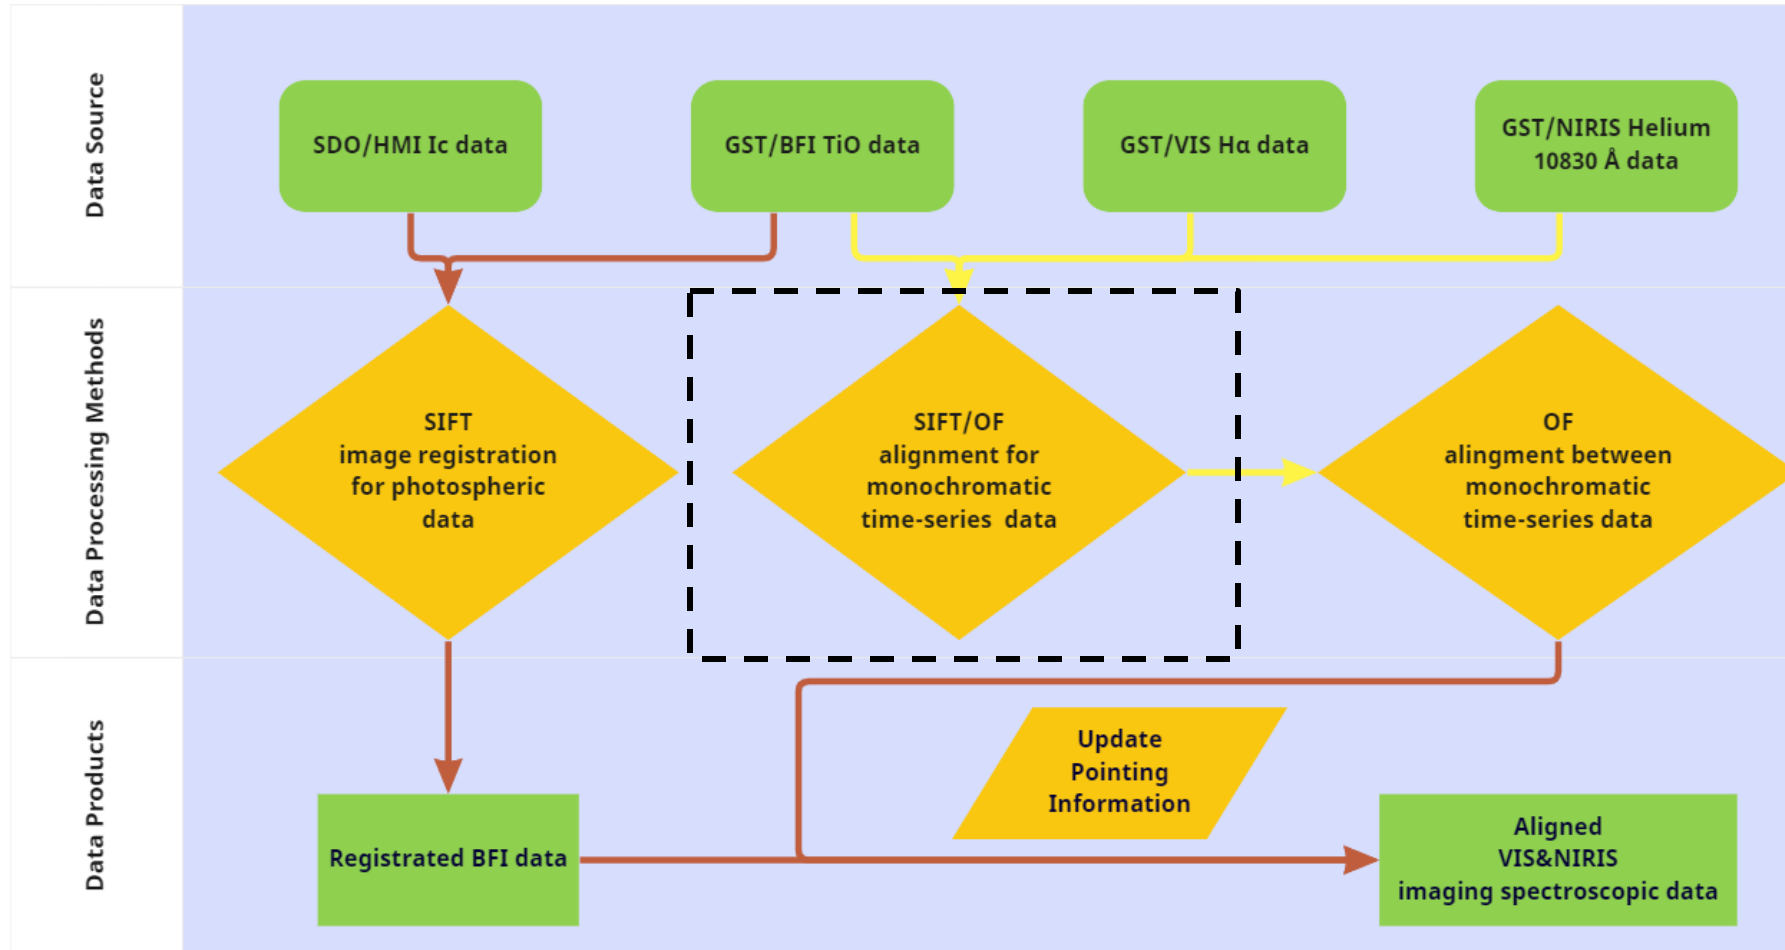 Data Source
SDO/HMI Ic data
GST/BFI TiO data
GST/VIS Hα data
GST/NIRIS Helium
10830 Å data
Data Processing Methods
SIFT
image registration
for photospheric
data
SIFT/OF
alignment for
monochromatic
time-series data
OF
alingment between
monochromatic
time-series data
Data Products
Registrated BFI data
Update
Pointing
Information
Aligned
VIS&NIRIS
imaging spectroscopic data